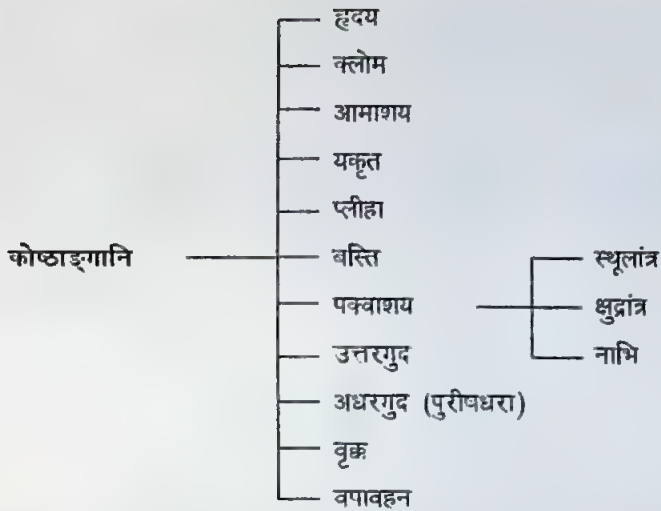 हृदय
क्लोम
आमाशय
यकृत
प्लीहा
कोष्ठाङ्गानि
बस्ति
स्थूलांत्र
पक्वाशय
क्षुद्रांत्र
नाभि
उत्तरगुद
अधरगुद (पुरीषधरा)
वृक्क
वपावहन